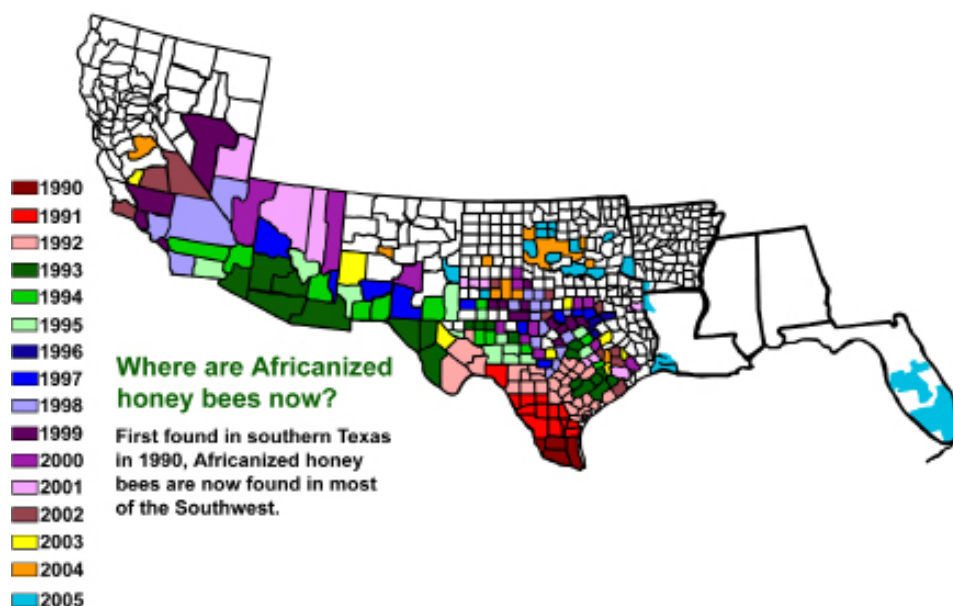 1990
1991
1992
1993
1994
1995
1996
1997
1998
1999
2000
2001
2002
2003
2004
2005
Where are Africanized
honey bees now?
First found in southern Texas
in 1990, Africanized honey
bees are now found in most
of the Southwest.